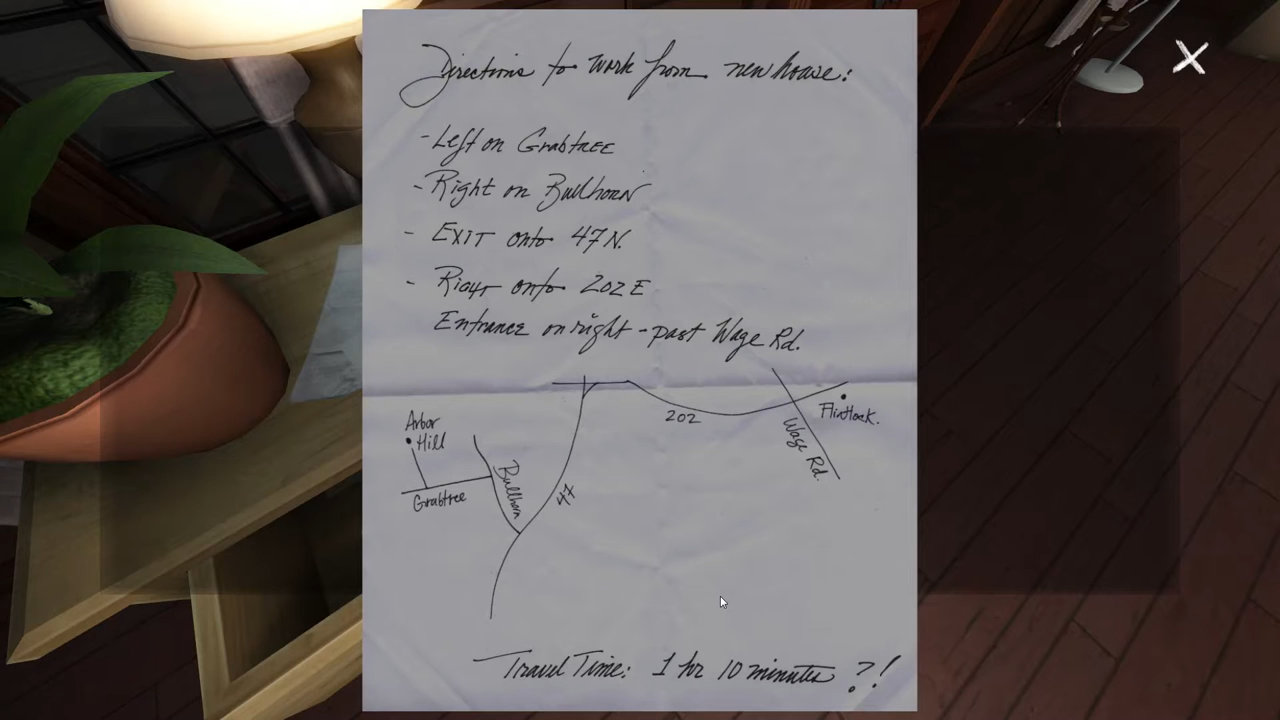 Directions to work from new house:
- Left on Grabtree
- Right on Bullhorn
- Exit onto 47 N.
- Right onto 202 E
Entrance on right - past Wage Rd.
Arbor
Hill
Grabtree
Bullhorn
47
202
Wage Rd.
Flintlock.
Travel Time: 1 hr 10 minutes ?!